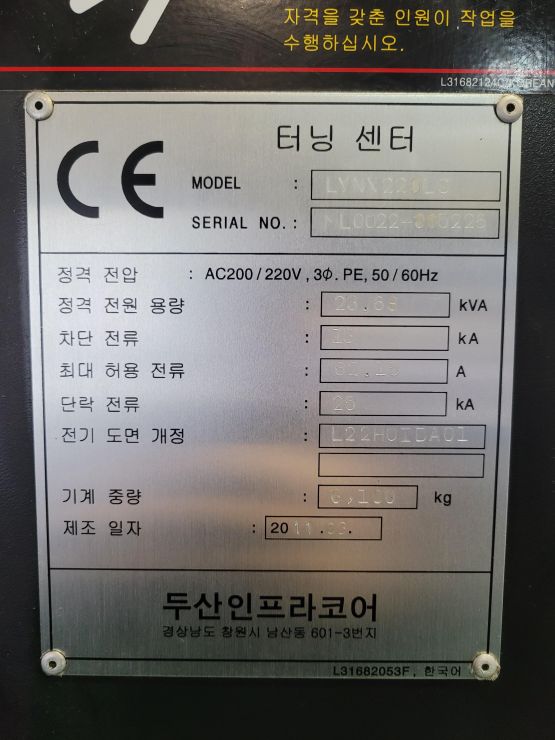 자격을 갖춘 인원이 작업을
수행하십시오.
CE
터닝 센터
MODEL :
SERIAL NO. :
정격 전압 : AC200 / 220V , 3Φ. PE, 50 / 60Hz
정격 전원 용량 : kVA
차단 전류 : kA
최대 허용 전류 : A
단락 전류 : 25 kA
전기 도면 개정 :
기계 중량 : kg
제조 일자 : 2011.
두산인프라코어
경상남도 창원시 남산동 601-3번지
L31682053F, 한국어